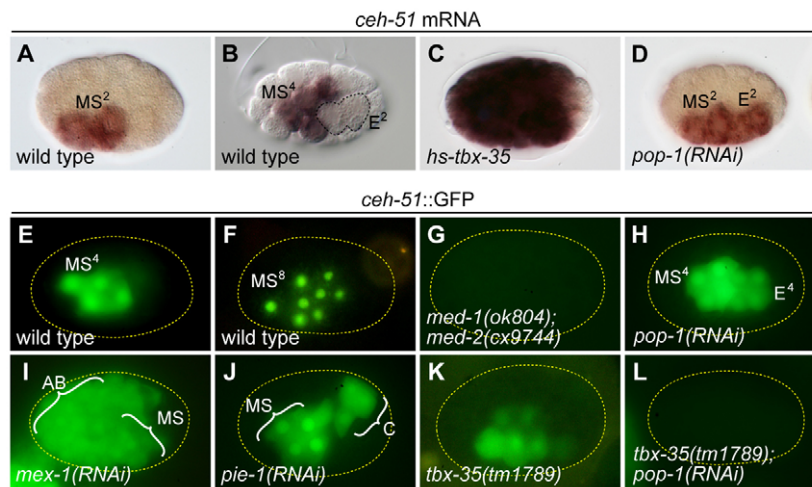 ceh-51 mRNA
A
MS²
wild type
B
MS⁴
E²
wild type
C
hs-tbx-35
D
MS² E²
pop-1(RNAi)
ceh-51::GFP
E
MS⁴
wild type
F
MS⁸
wild type
G
med-1(ok804);
med-2(cx9744)
H
MS⁴
E⁴
pop-1(RNAi)
I
AB
MS
mex-1(RNAi)
J
MS
C
pie-1(RNAi)
K
tbx-35(tm1789)
L
tbx-35(tm1789);
pop-1(RNAi)